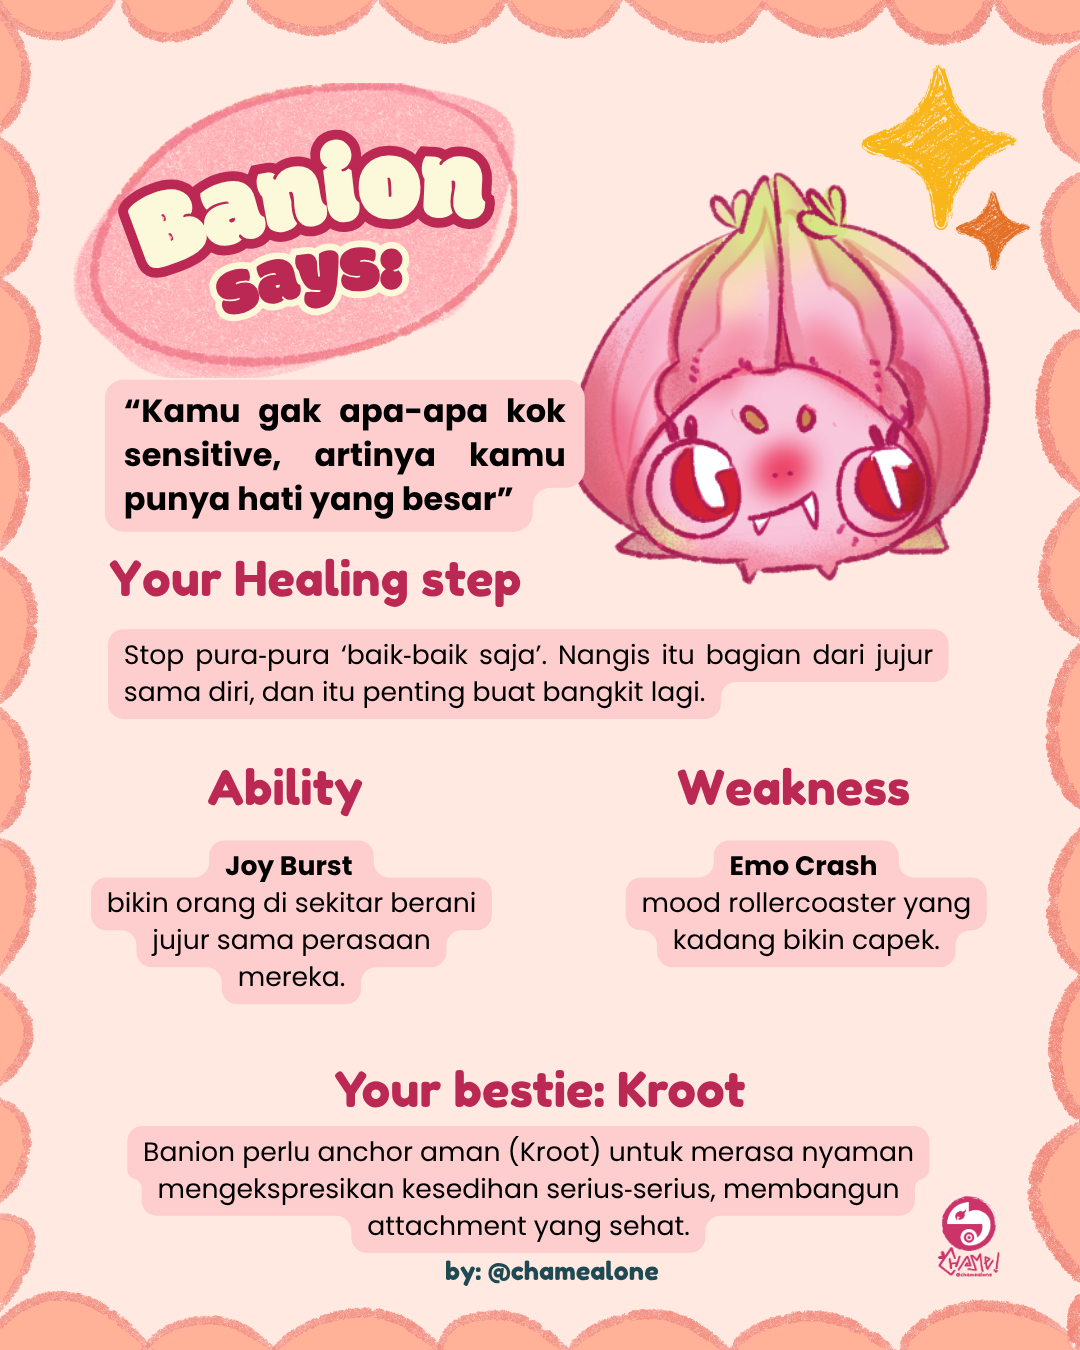 Banion
says:
“Kamu gak apa-apa kok
sensitive, artinya kamu
punya hati yang besar”
Your Healing step
Stop pura-pura ‘baik-baik saja’. Nangis itu bagian dari jujur
sama diri, dan itu penting buat bangkit lagi.
Ability
Joy Burst
bikin orang di sekitar berani
jujur sama perasaan
mereka.
Weakness
Emo Crash
mood rollercoaster yang
kadang bikin capek.
Your bestie: Kroot
Banion perlu anchor aman (Kroot) untuk merasa nyaman
mengekspresikan kesedihan serius-serius, membangun
attachment yang sehat.
by: @chamealone
CHAME!
@chamealone